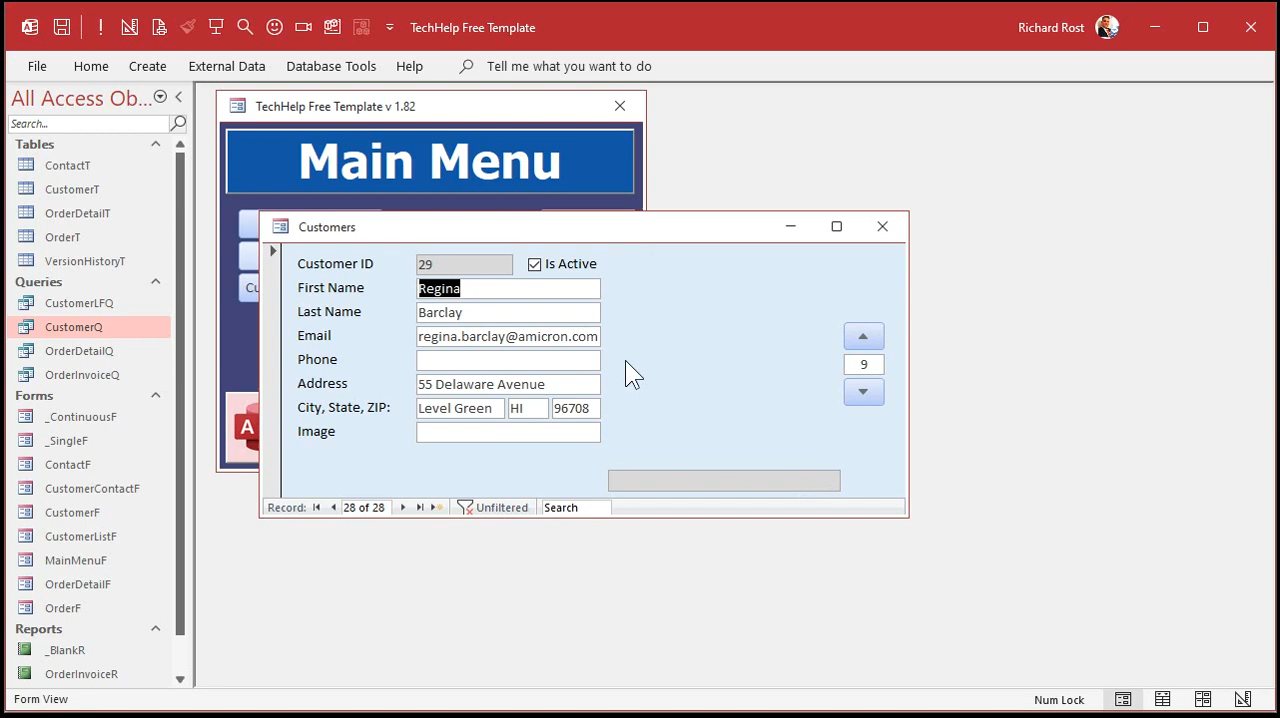 TechHelp Free Template
Richard Rost
File Home Create External Data Database Tools Help Tell me what you want to do
All Access Ob...
Search...
Tables
ContactT
CustomerT
OrderDetailT
OrderT
VersionHistoryT
Queries
CustomerLFQ
CustomerQ
OrderDetailQ
OrderInvoiceQ
Forms
_ContinuousF
_SingleF
ContactF
CustomerContactF
CustomerF
CustomerListF
MainMenuF
OrderDetailF
OrderF
Reports
_BlankR
OrderInvoiceR
TechHelp Free Template v 1.82
Main Menu
Cu
A
Customers
Customer ID 29 Is Active
First Name Regina
Last Name Barclay
Email regina.barclay@amicron.com
Phone
Address 55 Delaware Avenue
City, State, ZIP: Level Green HI 96708
Image
9
Record: 28 of 28 Unfiltered Search
Form View
Num Lock